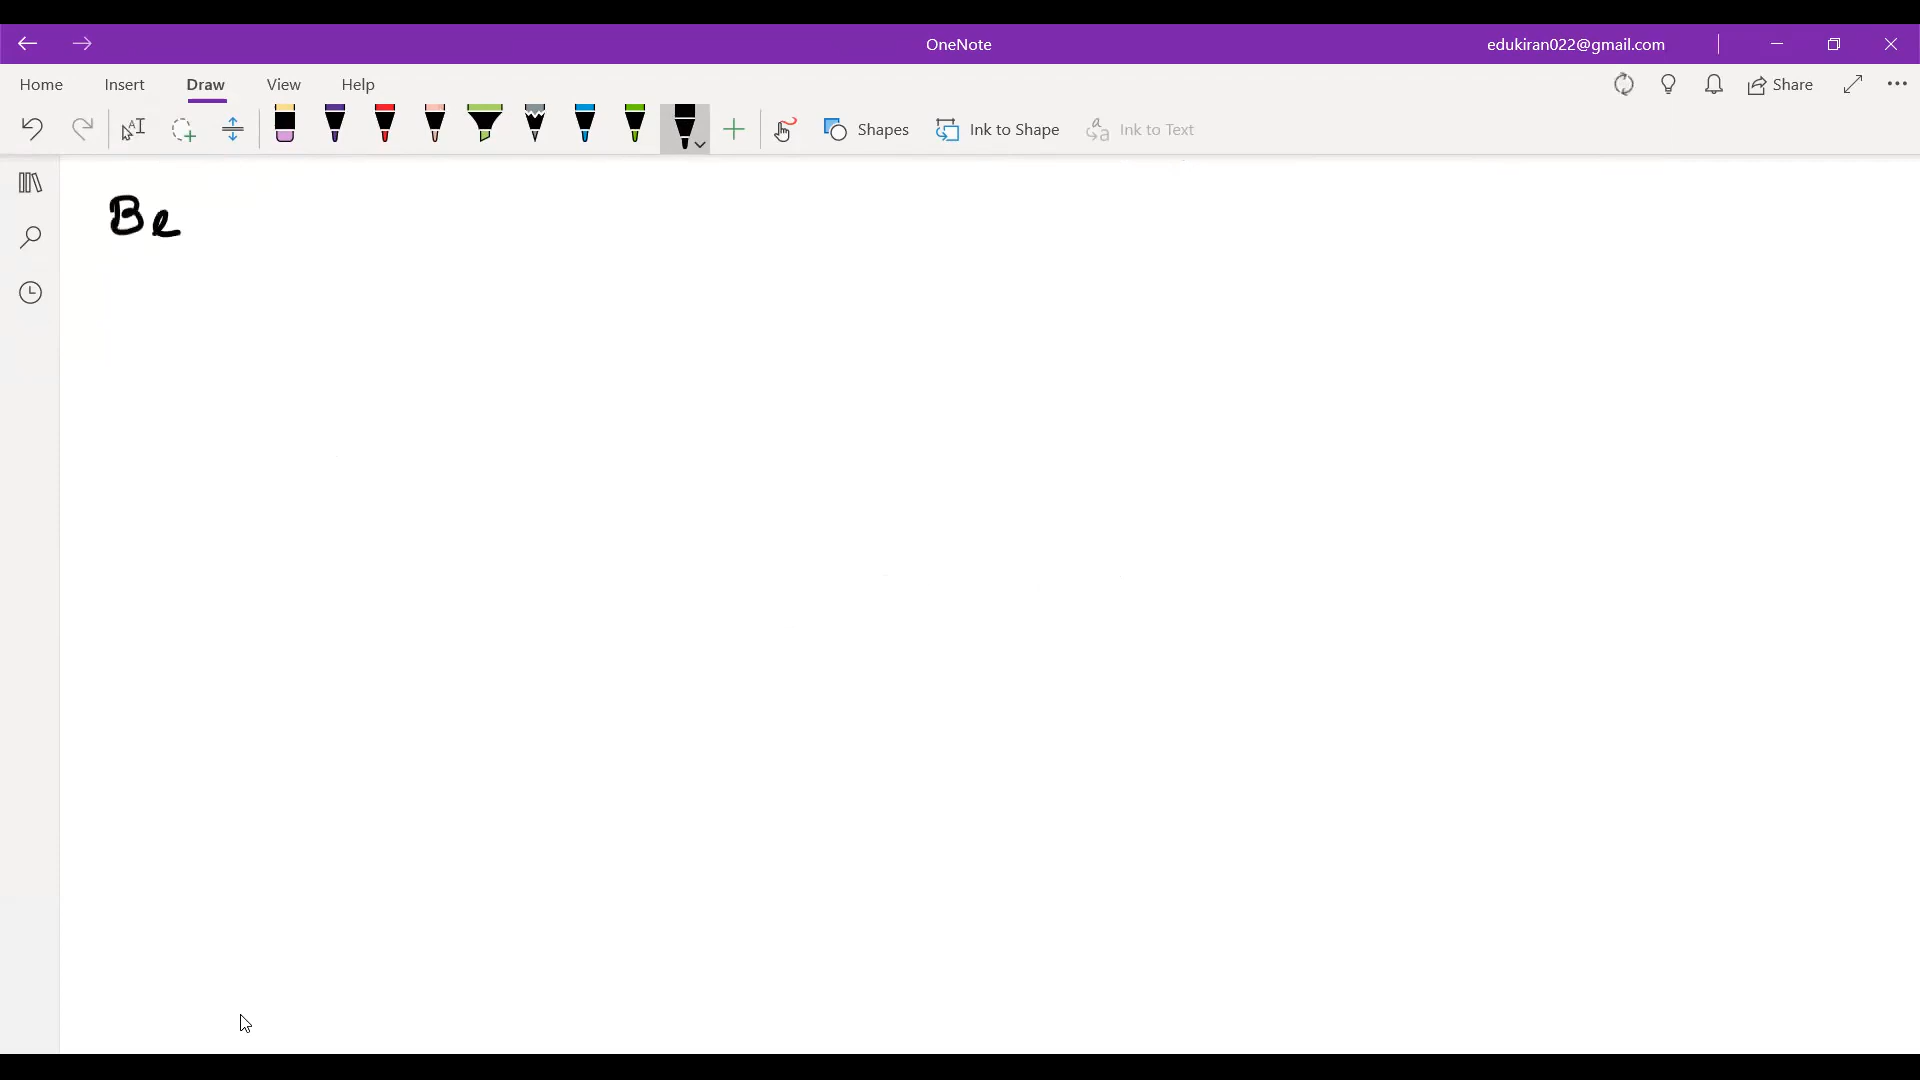 OneNote
edukiran022@gmail.com
Home Insert Draw View Help Share
Shapes Ink to Shape Ink to Text
Be